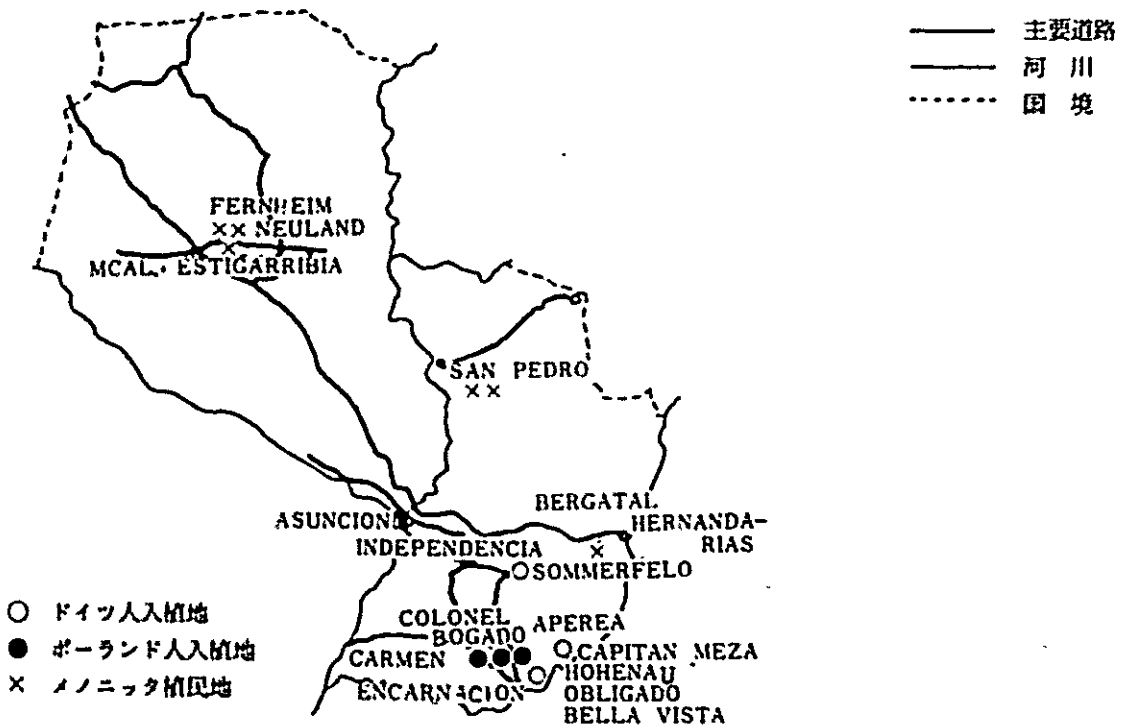 主要道路
河川
国境
FERNHEIM
NEULAND
MCAL. ESTIGARRIBIA
SAN PEDRO
BERGATAL
ASUNCION
HERNANDA-
RIAS
INDEPENDENCIA
SOMMERFELO
ドイツ人入植地
COLONEL
BOGADO
APEREA
ポーランド人入植地
CARMEN
CAPITAN MEZA
HOHENAU
メノニッタ植民地
ENCARNACION
OBLIGADO
BELLA VISTA